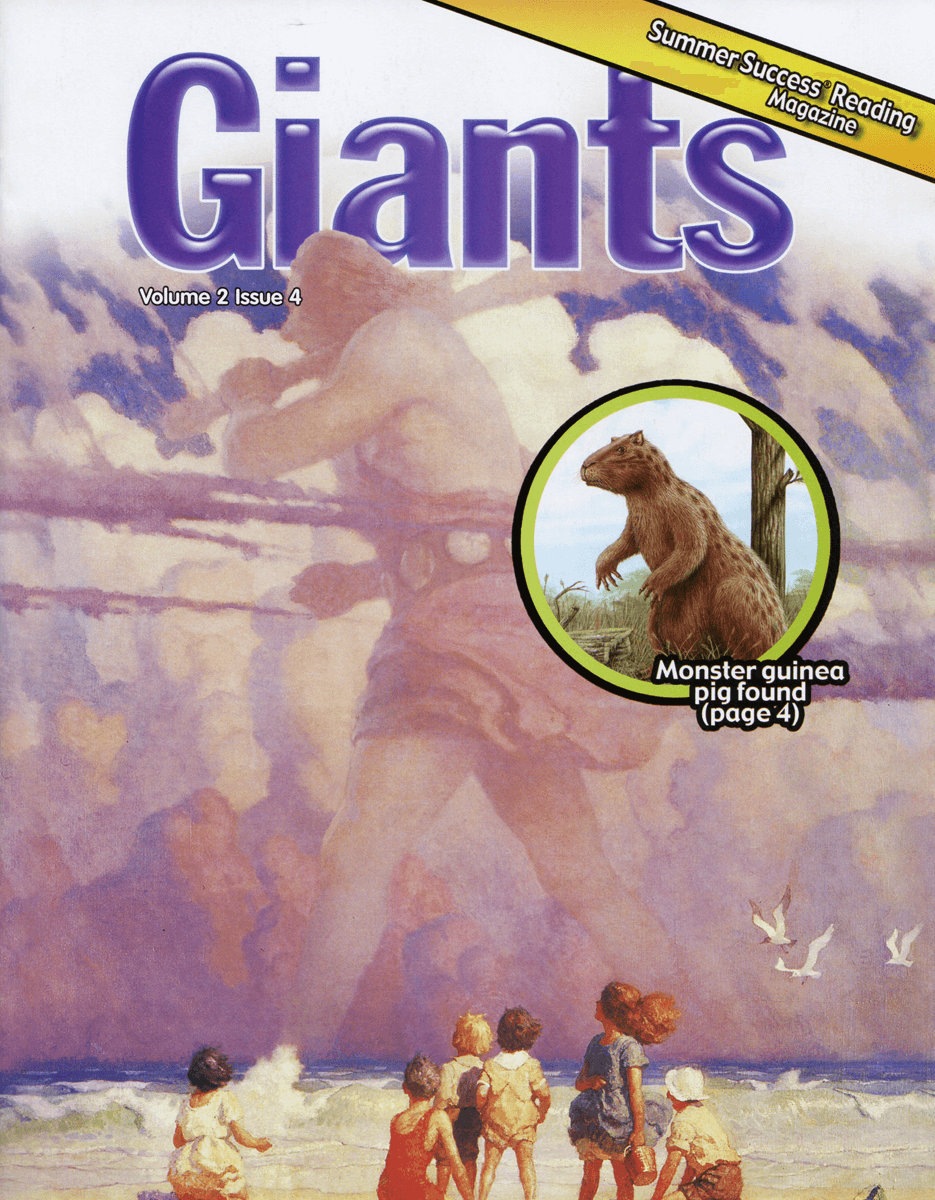 Summer Success® Reading
Magazine
Giants
Volume 2 Issue 4
Monster guinea
pig found
(page 4)